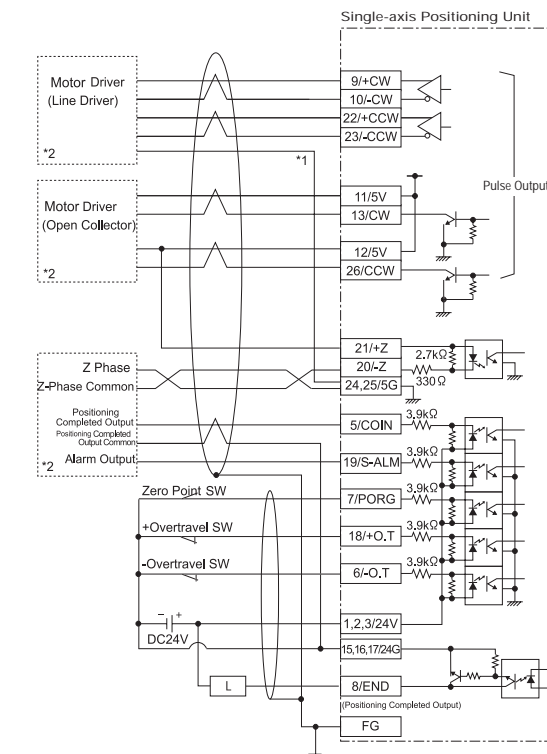 Single-axis Positioning Unit
Motor Driver
(Line Driver)
*2
*1
9/+CW
10/-CW
22/+CCW
23/-CCW
Pulse Output
Motor Driver
(Open Collector)
*2
11/5V
13/CW
12/5V
26/CCW
21/+Z
20/-Z
24,25/5G
2.7kΩ
330Ω
Z Phase
Z-Phase Common
Positioning
Completed Output
Positioning Completed
Output Common
*2
Alarm Output
5/COIN
3.9kΩ
19/S-ALM
3.9kΩ
Zero Point SW
7/PORG
3.9kΩ
+Overtravel SW
18/+O.T
3.9kΩ
-Overtravel SW
6/-O.T
3.9kΩ
− +
DC24V
1,2,3/24V
15,16,17/24G
L
8/END
(Positioning Completed Output)
FG